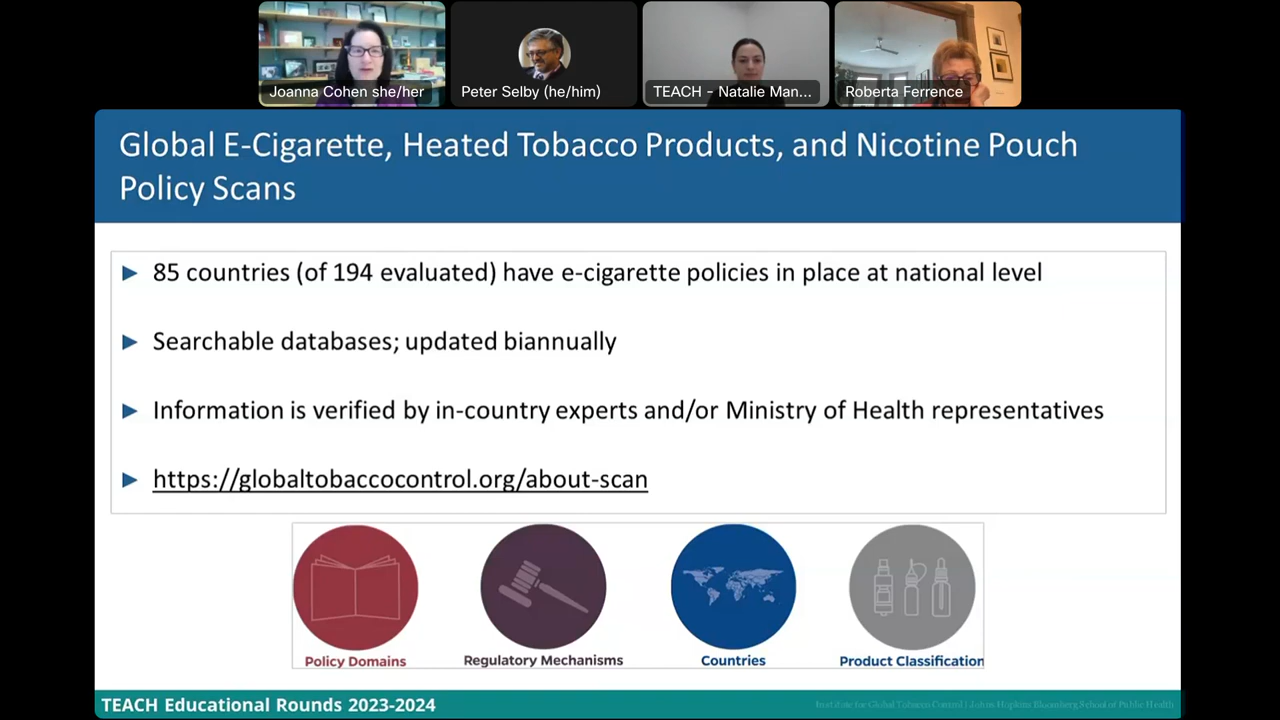 Joanna Cohen she/her
Peter Selby (he/him)
TEACH - Natalie Man...
Roberta Ferrence
Global E-Cigarette, Heated Tobacco Products, and Nicotine Pouch
Policy Scans
► 85 countries (of 194 evaluated) have e-cigarette policies in place at national level
► Searchable databases; updated biannually
► Information is verified by in-country experts and/or Ministry of Health representatives
► https://globaltobaccocontrol.org/about-scan
Policy Domains
Regulatory Mechanisms
Countries
Product Classification
TEACH Educational Rounds 2023-2024
Institute for Global Tobacco Control | Johns Hopkins Bloomberg School of Public Health